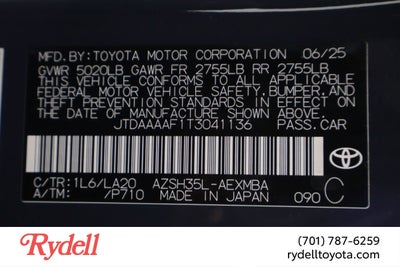 MFD.BY:TOYOTA MOTOR CORPORATION 06/25
GVWR 5020LB GAWR FR 2755LB RR 2755LB
THIS VEHICLE CONFORMS TO ALL APPLICABLE
FEDERAL MOTOR VEHICLE SAFETY,BUMPER,AND
THEFT PREVENTION STANDARDS IN EFFECT ON
THE DATE OF MANUFACTURE SHOWN ABOVE.
JTDAAAAF1T3041136 PASS.CAR
C/TR:1L6/LA20 AZSH35L-AEXMBA
A/TM: /P710 MADE IN JAPAN 090 C
TOYOTA
Rydell
(701) 787-6259
rydelltoyota.com